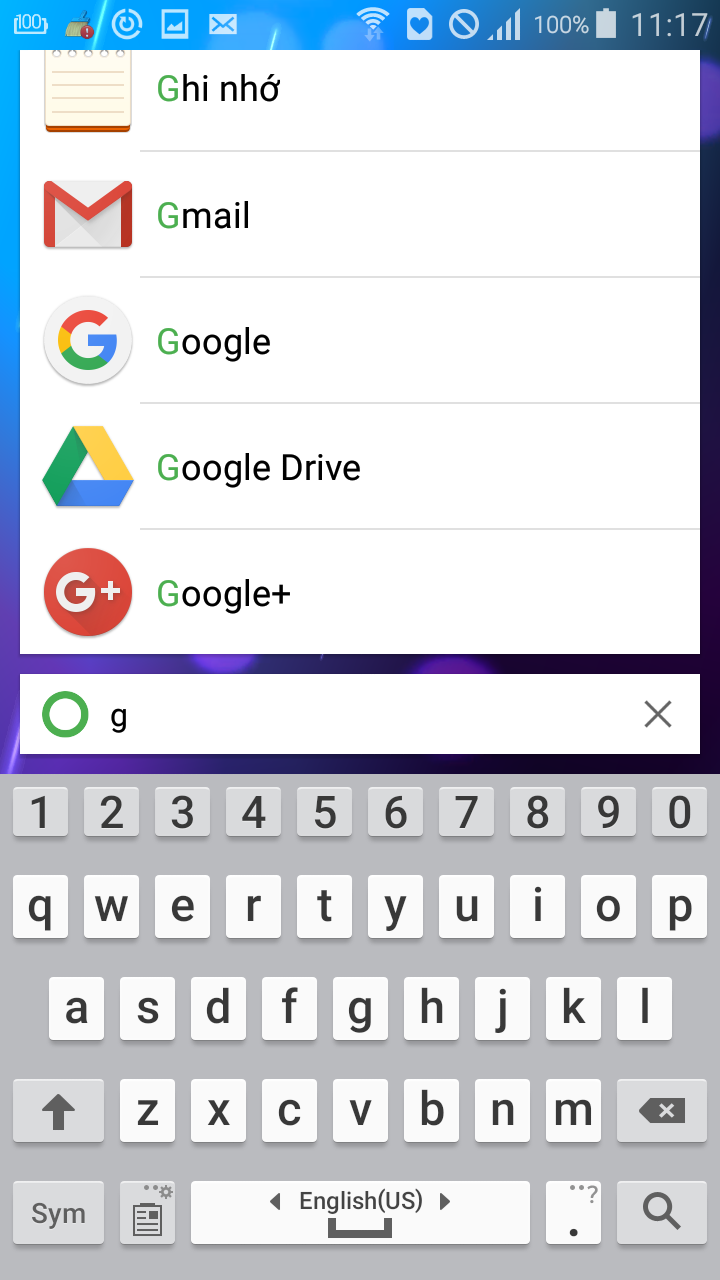 100 100% 11:17
Ghi nhớ
Gmail
Google
Google Drive
G+ Google+
g
1 2 3 4 5 6 7 8 9 0
q w e r t y u i o p
a s d f g h j k l
z x c v b n m
Sym English(US) . ?